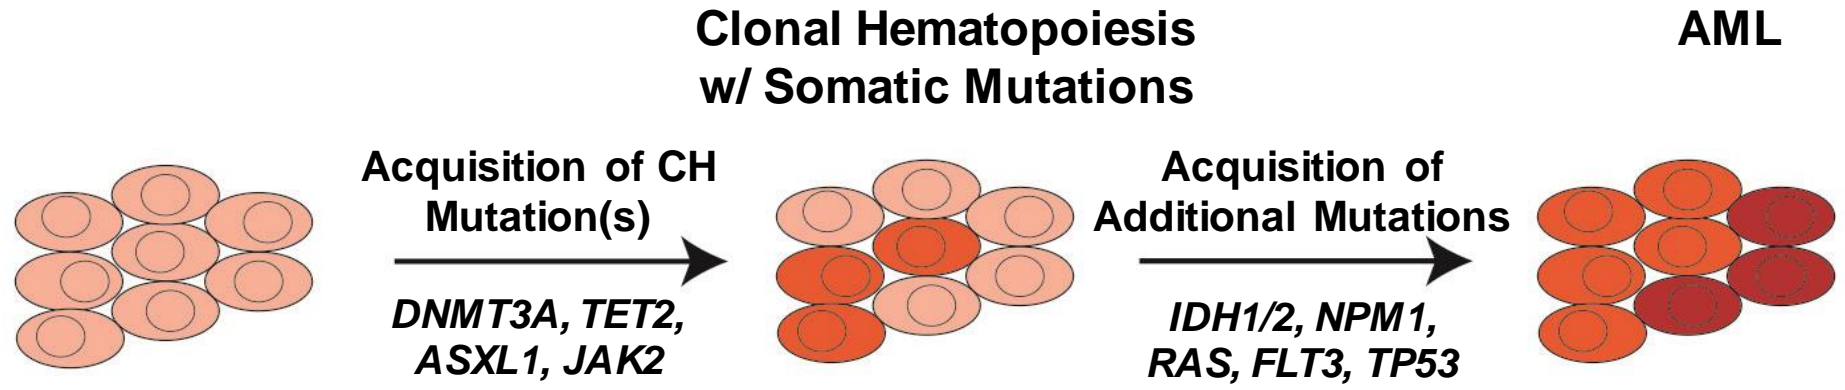 Clonal Hematopoiesis
w/ Somatic Mutations
AML
Acquisition of CH
Mutation(s)
DNMT3A, TET2,
ASXL1, JAK2
Acquisition of
Additional Mutations
IDH1/2, NPM1,
RAS, FLT3, TP53